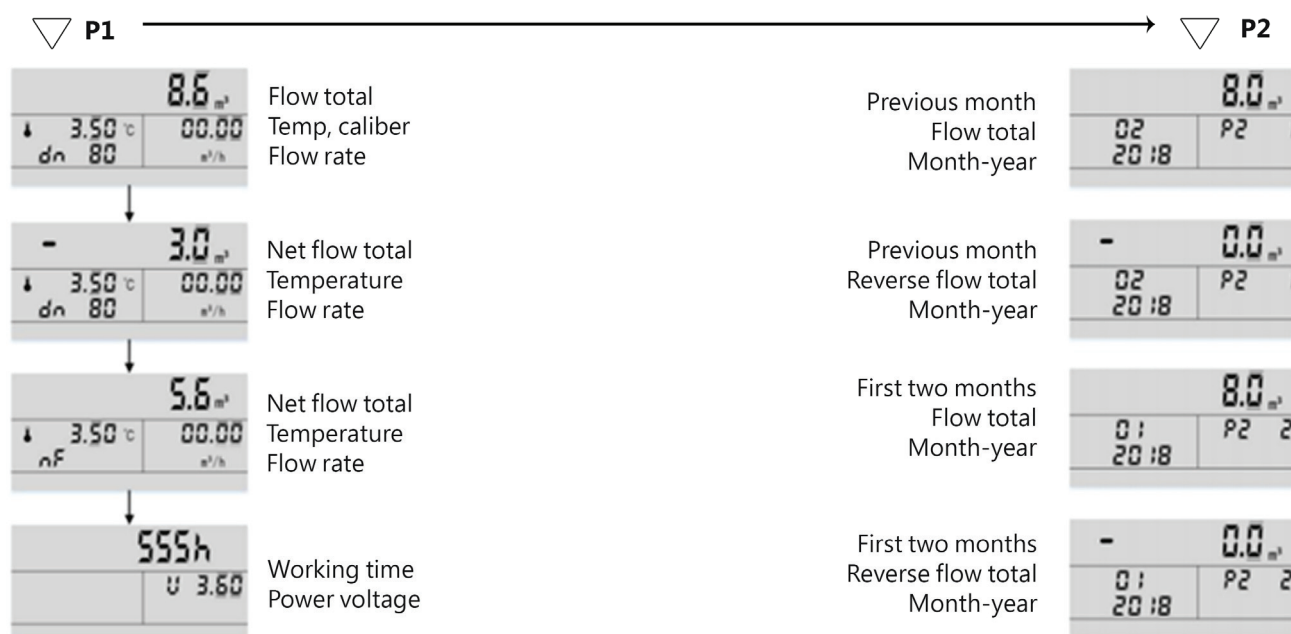 P1
P2
8.6 m³
3.50 °C 00.00
dn 80 m³/h
Flow total
Temp, caliber
Flow rate
- 3.0 m³
3.50 °C 00.00
dn 80 m³/h
Net flow total
Temperature
Flow rate
5.6 m³
3.50 °C 00.00
nF m³/h
Net flow total
Temperature
Flow rate
555h
U 3.60
Working time
Power voltage
Previous month
Flow total
Month-year
8.0 m³
02 P2
2018
Previous month
Reverse flow total
Month-year
- 0.0 m³
02 P2
2018
First two months
Flow total
Month-year
8.0 m³
01 P2 2
2018
First two months
Reverse flow total
Month-year
- 0.0 m³
01 P2 2
2018